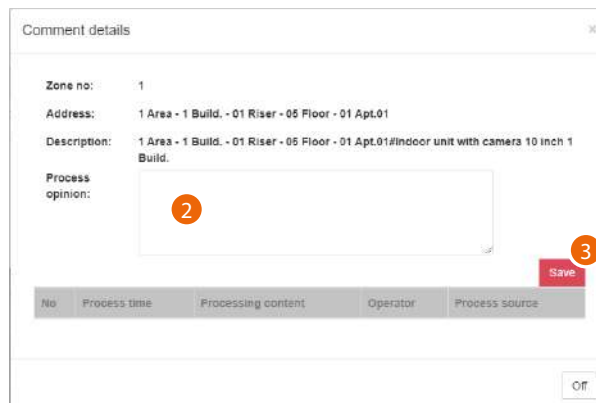 Comment details ×
Zone no: 1
Address: 1 Area - 1 Build. - 01 Riser - 05 Floor - 01 Apt.01
Description: 1 Area - 1 Build. - 01 Riser - 05 Floor - 01 Apt.01#Indoor unit with camera 10 inch 1
Build.
Process
opinion:
2
3
Save
No Process time Processing content Operator Process source
Off